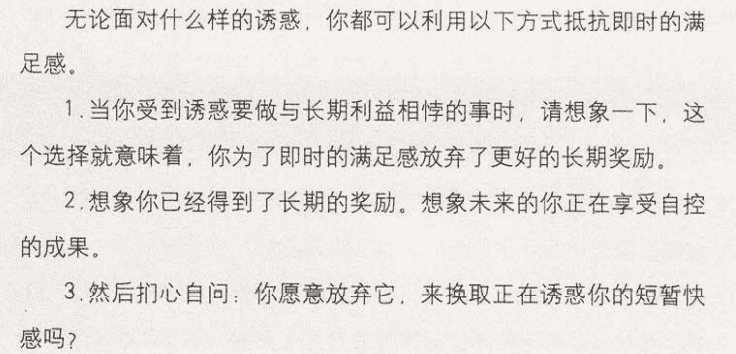 无论面对什么样的诱惑，你都可以利用以下方式抵抗即时的满
足感。
1.当你受到诱惑要做与长期利益相悖的事时，请想象一下，这
个选择就意味着，你为了即时的满足感放弃了更好的长期奖励。
2.想象你已经得到了长期的奖励。想象未来的你正在享受自控
的成果。
3.然后扪心自问：你愿意放弃它，来换取正在诱惑你的短暂快
感吗？